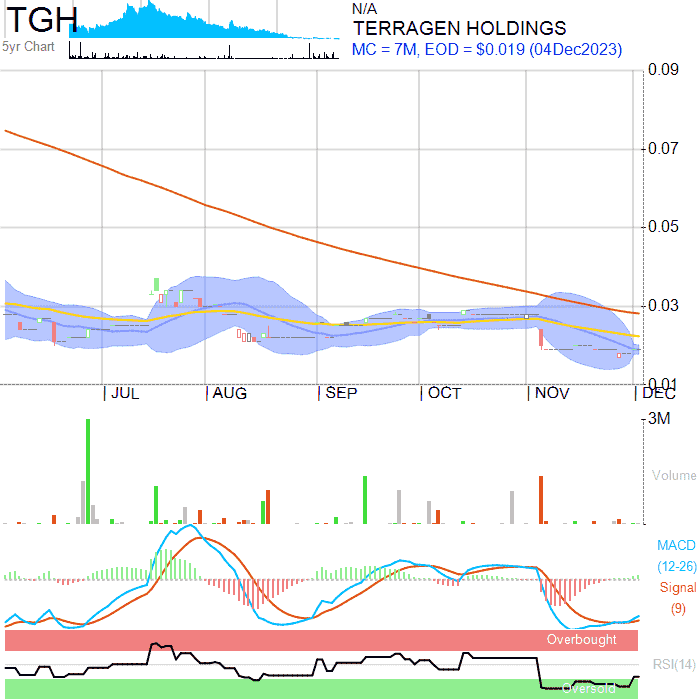 TGH
N/A
TERRAGEN HOLDINGS
5yr Chart
MC = 7M, EOD = $0.019 (04Dec2023)
0.09
0.07
0.05
0.03
0.01
JUL
AUG
SEP
OCT
NOV
DEC
3M
Volume
MACD
(12-26)
Signal
(9)
Overbought
RSI(14)
Oversold